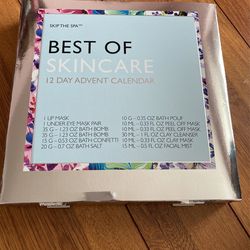 SKIP THE SPA™
BEST OF
SKINCARE
12 DAY ADVENT CALENDAR
1 LIP MASK
1 UNDER EYE MASK PAIR
35 G - 1.23 OZ BATH BOMB
35 G - 1.23 OZ BATH BOMB
15 G - 0.53 OZ BATH CONFETTI
20 G - 0.7 OZ BATH SALT
10 G - 0.35 OZ BATH POUF
10 ML - 0.33 FL OZ PEEL OFF MASK
10 ML - 0.33 FL OZ PEEL OFF MASK
30 ML - 1 FL OZ CLAY CLEANSER
10 ML - 0.33 FL OZ CLAY MASK
15 ML - 0.5 OZ FACIAL MIST